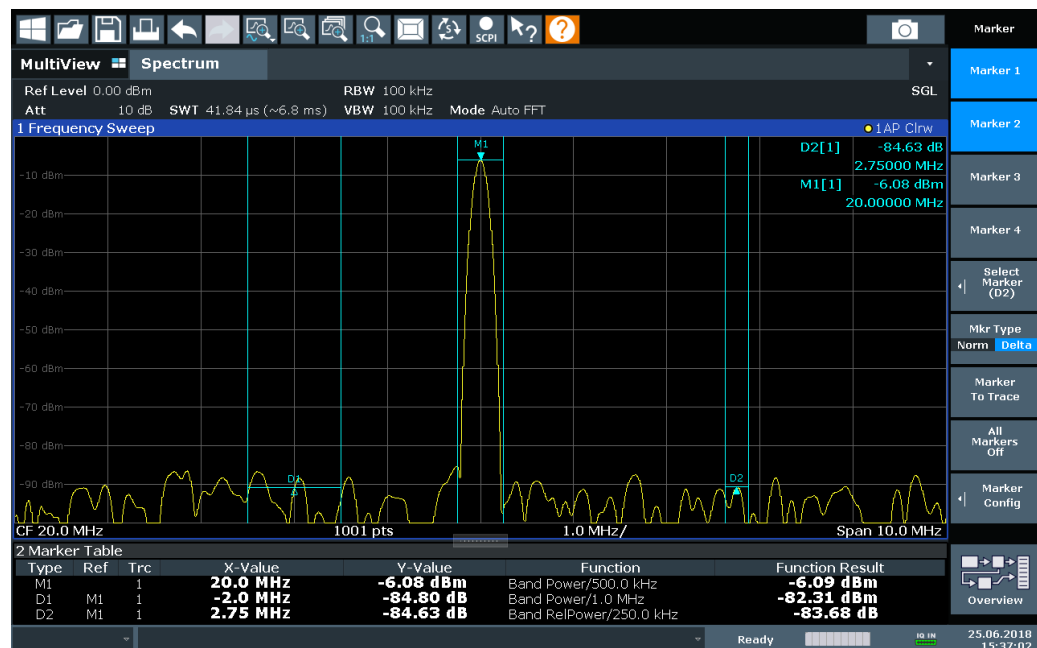 1:1 SCPI ? ? Marker
MultiView Spectrum
Marker 1
Ref Level 0.00 dBm RBW 100 kHz SGL
Att 10 dB SWT 41.84 µs (~6.8 ms) VBW 100 kHz Mode Auto FFT
1 Frequency Sweep 1AP Clrw
Marker 2
M1
D2[1] -84.63 dB
2.75000 MHz
M1[1] -6.08 dBm
20.00000 MHz
-10 dBm
Marker 3
-20 dBm
Marker 4
-30 dBm
Select
Marker
(D2)
-40 dBm
-50 dBm
Mkr Type
Norm Delta
-60 dBm
Marker
To Trace
-70 dBm
All
Markers
Off
-80 dBm
-90 dBm
D1
D2
Marker
Config
CF 20.0 MHz 1001 pts 1.0 MHz/ Span 10.0 MHz
2 Marker Table
Type Ref Trc X-Value Y-Value Function Function Result
M1 1 20.0 MHz -6.08 dBm Band Power/500.0 kHz -6.09 dBm
D1 M1 1 -2.0 MHz -84.80 dB Band Power/1.0 MHz -82.31 dBm
D2 M1 1 2.75 MHz -84.63 dB Band RelPower/250.0 kHz -83.68 dB
Overview
Ready IQ IN 25.06.2018
15:37:02